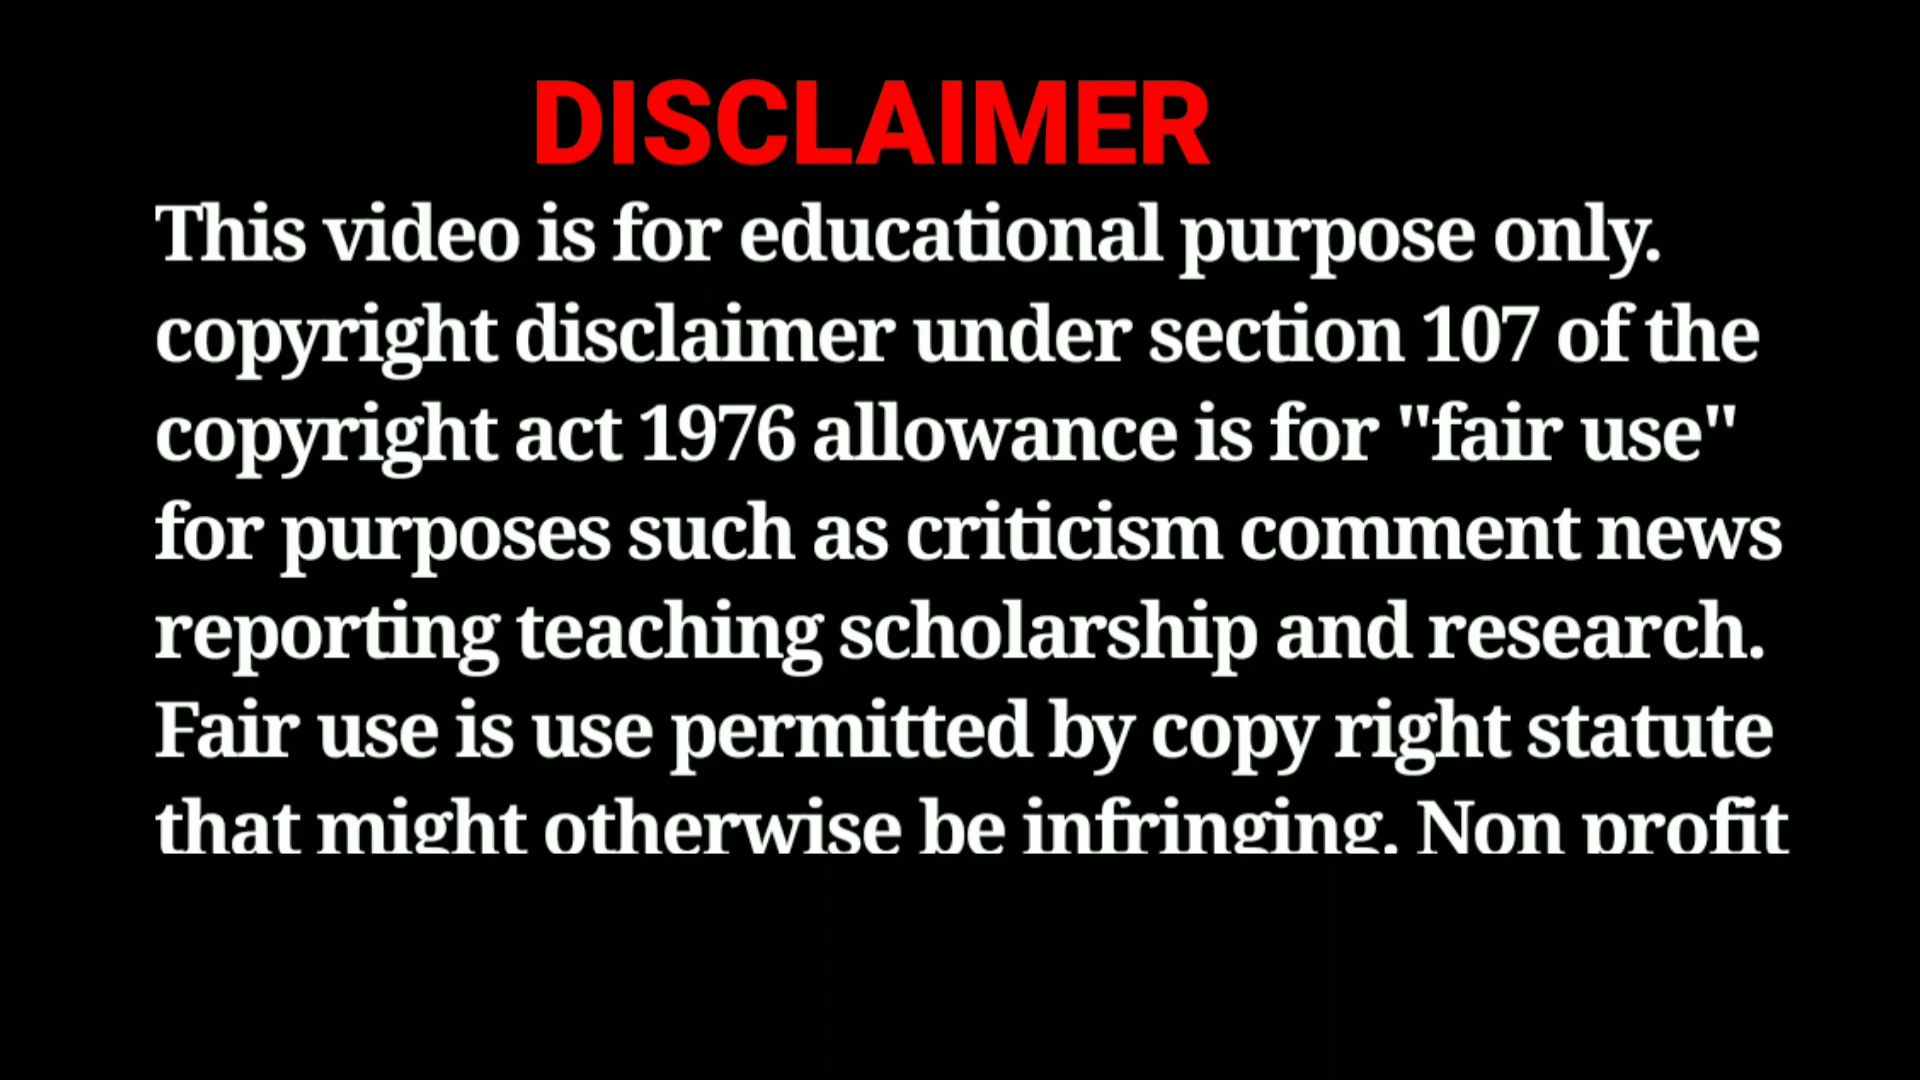 DISCLAIMER
This video is for educational purpose only.
copyright disclaimer under section 107 of the
copyright act 1976 allowance is for "fair use"
for purposes such as criticism comment news
reporting teaching scholarship and research.
Fair use is use permitted by copy right statute
that might otherwise be infringing. Non profit